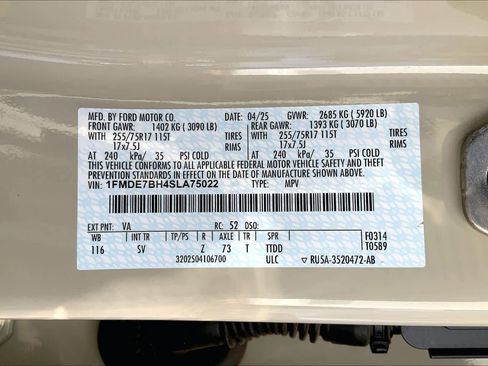 MFD. BY FORD MOTOR CO. DATE: 04/25 GVWR: 2685 KG (5920 LB)
FRONT GAWR: 1402 KG (3090 LB) REAR GAWR: 1393 KG (3070 LB)
255/75R17 115T TIRES 255/75R17 115T TIRES
17x7.5J RIMS 17x7.5J RIMS
AT 240 kPa/ 35 PSI COLD AT 240 kPa/ 35 PSI COLD
THIS VEHICLE CONFORMS TO ALL APPLICABLE FEDERAL MOTOR VEHICLE SAFETY AND THEFT PREVENTION STANDARDS IN EFFECT ON THE DATE OF MANUFACTURE SHOWN ABOVE.
VIN: 1FMDE7BH4SLA75022 TYPE: MPV
EXT PNT: VA RC: 52 DSO: F0314
WB INT TR TP/PS R AXLE TR SPR T0589
116 SV Z 73 T TTDD
3202504106700 ULC RU5A-3520472-AB